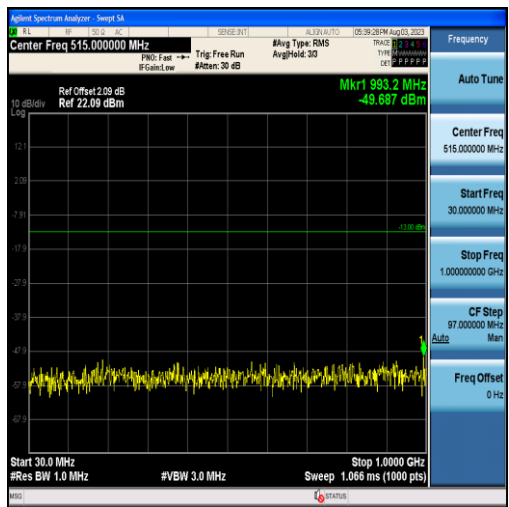 Agilent Spectrum Analyzer - Swept SA
RL RF 50 Ω AC SENSE:INT ALIGN AUTO 05:39:28 PM Aug 03, 2023
Center Freq 515.000000 MHz
PNO: Fast
IFGain:Low
Trig: Free Run
#Atten: 30 dB
#Avg Type: RMS
Avg|Hold: 3/3
TRACE 1 2 3 4 5 6
TYPE
DET P P P P P P
Frequency
Auto Tune
Mkr1 993.2 MHz
-49.687 dBm
Ref Offset 2.09 dB
10 dB/div Ref 22.09 dBm
Log
12.1
2.09
-7.91
-13.00 dBm
-17.9
-27.9
-37.9
-47.9
-57.9
-67.9
1
Center Freq
515.000000 MHz
Start Freq
30.000000 MHz
Stop Freq
1.000000000 GHz
CF Step
97.000000 MHz
Auto Man
Freq Offset
0 Hz
Start 30.0 MHz Stop 1.0000 GHz
#Res BW 1.0 MHz #VBW 3.0 MHz Sweep 1.066 ms (1000 pts)
MSG STATUS